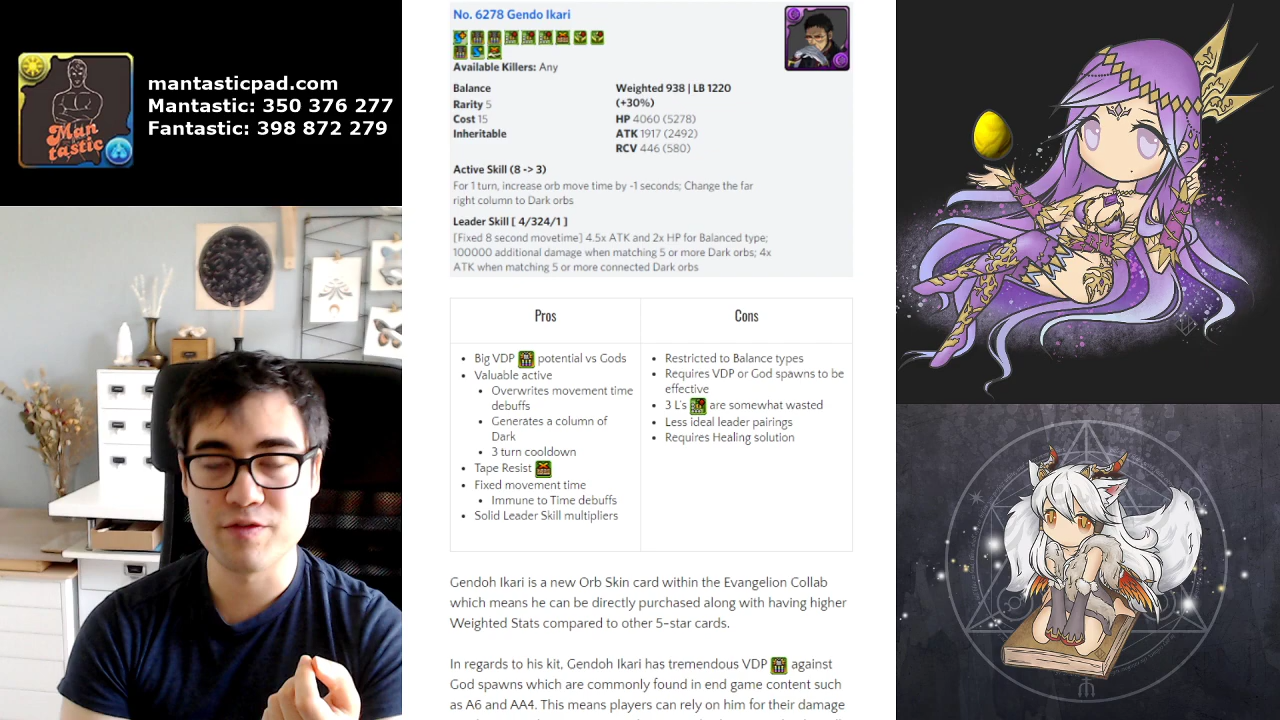 mantasticpad.com
Mantastic: 350 376 277
Fantastic: 398 872 279
Man
tastic
No. 6278 Gendo Ikari
Available Killers: Any
Balance
Rarity 5
Cost 15
Inheritable
Weighted 938 | LB 1220
(+30%)
HP 4060 (5278)
ATK 1917 (2492)
RCV 446 (580)
Active Skill (8 -> 3)
For 1 turn, increase orb move time by -1 seconds; Change the far
right column to Dark orbs
Leader Skill [ 4/324/1 ]
[Fixed 8 second movetime] 4.5x ATK and 2x HP for Balanced type;
100000 additional damage when matching 5 or more Dark orbs; 4x
ATK when matching 5 or more connected Dark orbs
Pros
Big VDP potential vs Gods
Valuable active
Overwrites movement time
debuffs
Generates a column of
Dark
3 turn cooldown
Tape Resist
Fixed movement time
Immune to Time debuffs
Solid Leader Skill multipliers
Cons
Restricted to Balance types
Requires VDP or God spawns to be
effective
3 L's are somewhat wasted
Less ideal leader pairings
Requires Healing solution
Gendoh Ikari is a new Orb Skin card within the Evangelion Collab
which means he can be directly purchased along with having higher
Weighted Stats compared to other 5-star cards.
In regards to his kit, Gendoh Ikari has tremendous VDP against
God spawns which are commonly found in end game content such
as A6 and AA4. This means players can rely on him for their damage